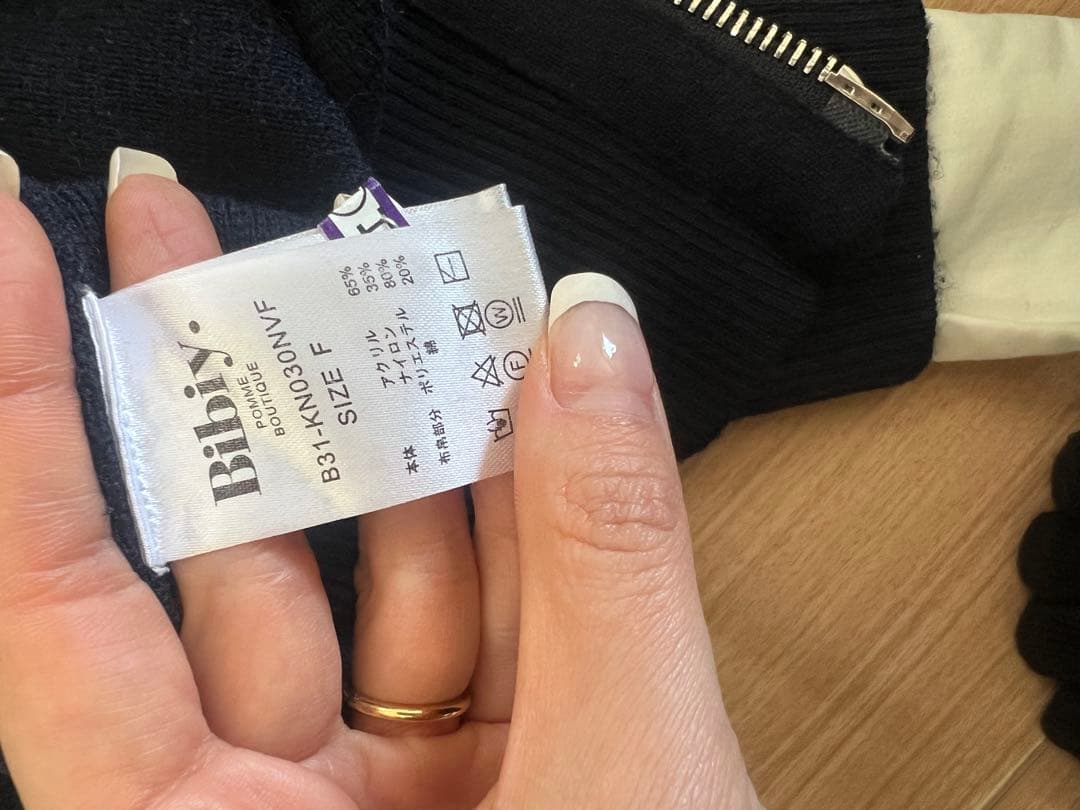 Bibiy.
POMME
BOUTIQUE
B31-KN030NVF
SIZE F
本体 アクリル 65%
ナイロン 35%
布帛部分 ポリエステル 80%
綿 20%
W
F